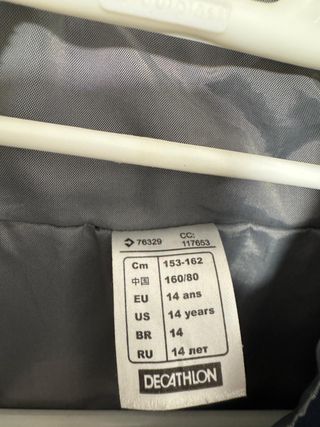 76329 CC: 117653
Cm 153-162
中国 160/80
EU 14 ans
US 14 years
BR 14
RU 14 лет
DECATHLON